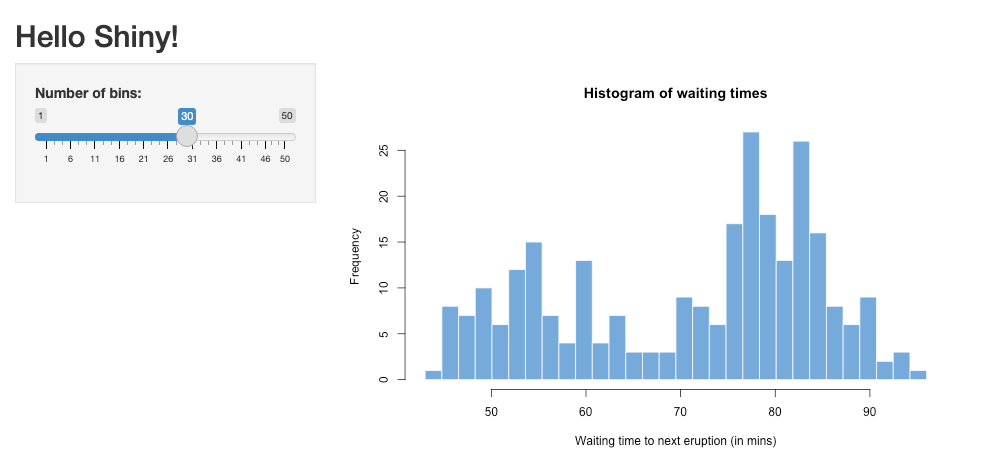 Hello Shiny!
Number of bins:
1 30 50
1 6 11 16 21 26 31 36 41 46 50
Histogram of waiting times
Frequency
25
20
15
10
5
0
50 60 70 80 90
Waiting time to next eruption (in mins)